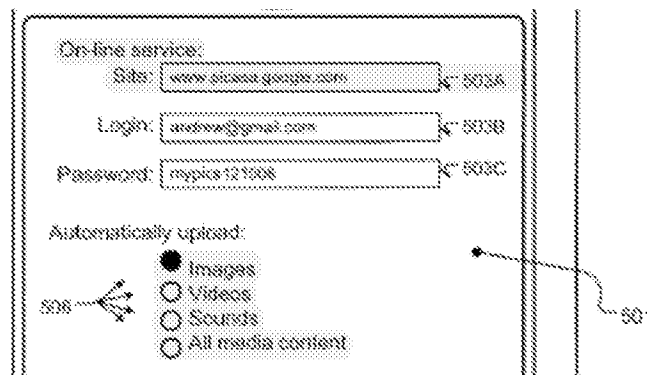 On-line service:
Site: www.picasa.google.com 503A
Login: andrew@gmail.com 503B
Password: mypics121006 503C
Automatically upload:
Images
506 Videos
Sounds
All media content